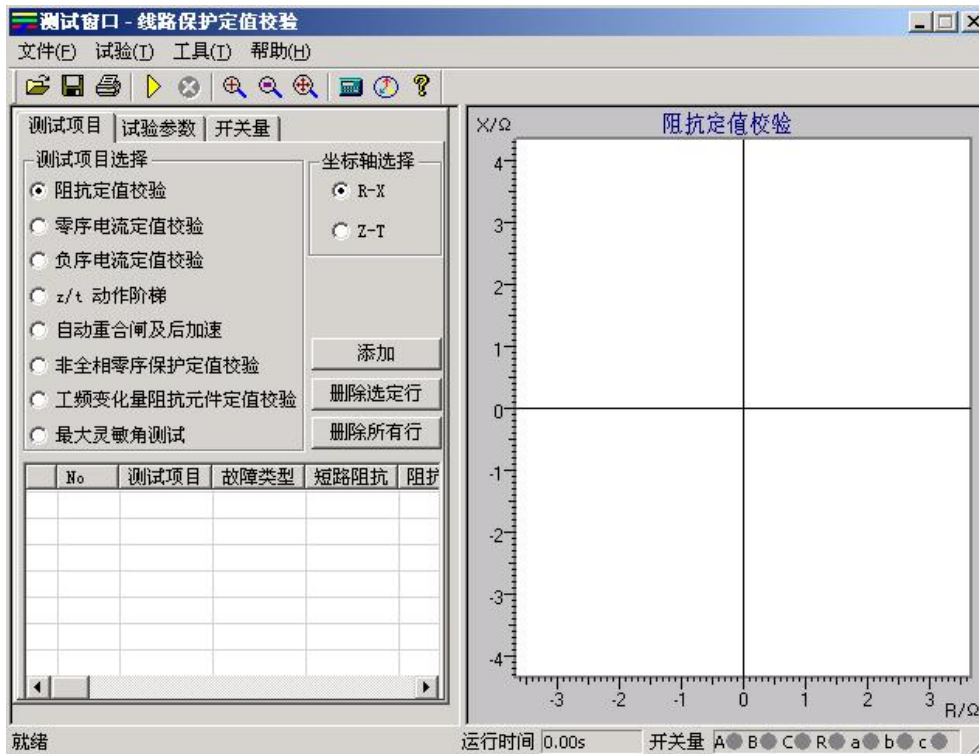 测试窗口 - 线路保护定值校验
文件(F) 试验(T) 工具(T) 帮助(H)
测试项目 试验参数 开关量
测试项目选择
阻抗定值校验
零序电流定值校验
负序电流定值校验
z/t 动作阶梯
自动重合闸及后加速
非全相零序保护定值校验
工频变化量阻抗元件定值校验
最大灵敏角测试
坐标轴选择
R-X
Z-T
添加
删除选定行
删除所有行
No 测试项目 故障类型 短路阻抗 阻抗
X/Ω 阻抗定值校验
4
3
2
1
0
-1
-2
-3
-4
-3 -2 -1 0 1 2 3 R/Ω
就绪 运行时间 0.00s 开关量 A B C R a b c